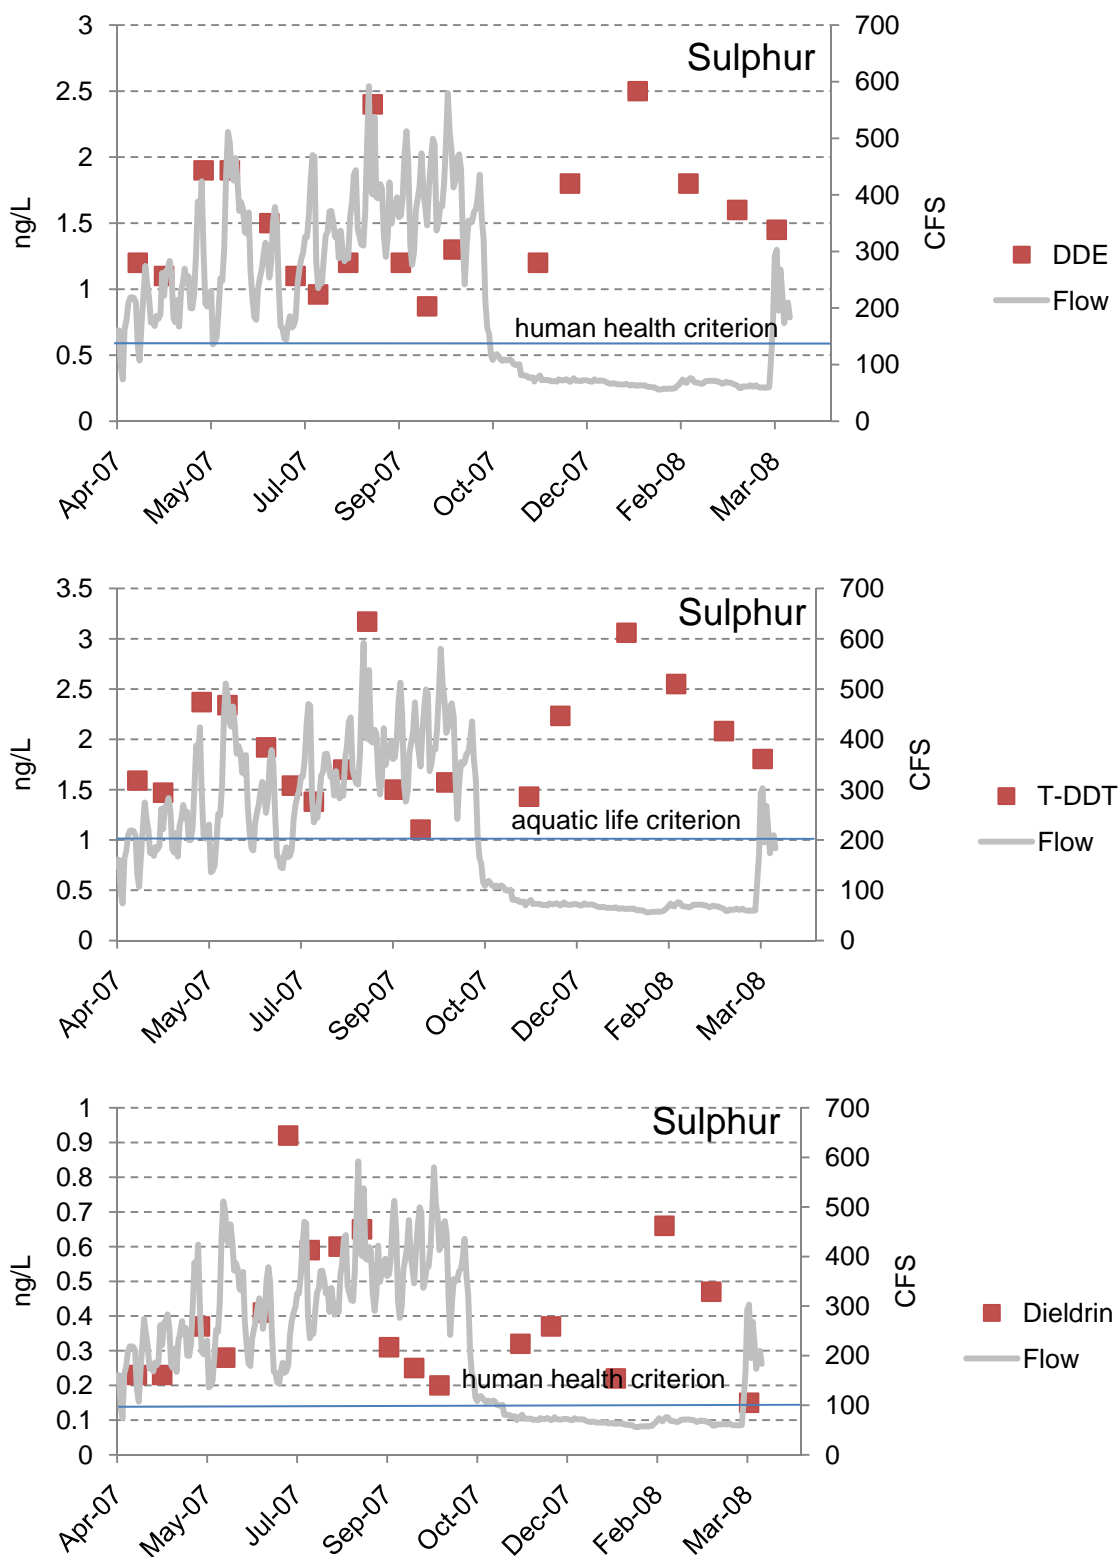 Sulphur
3
2.5
2
1.5
1
0.5
0
ng/L
700
600
500
400
300
200
100
0
CFS
human health criterion
DDE
Flow
Apr-07
May-07
Jul-07
Sep-07
Oct-07
Dec-07
Feb-08
Mar-08
Sulphur
3.5
3
2.5
2
1.5
1
0.5
0
ng/L
700
600
500
400
300
200
100
0
CFS
aquatic life criterion
T-DDT
Flow
Apr-07
May-07
Jul-07
Sep-07
Oct-07
Dec-07
Feb-08
Mar-08
Sulphur
1
0.9
0.8
0.7
0.6
0.5
0.4
0.3
0.2
0.1
0
ng/L
700
600
500
400
300
200
100
0
CFS
human health criterion
Dieldrin
Flow
Apr-07
May-07
Jul-07
Sep-07
Oct-07
Dec-07
Feb-08
Mar-08